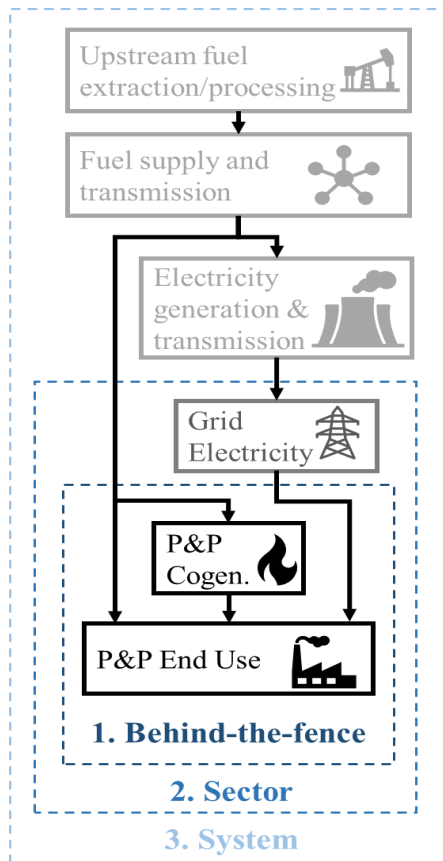 Upstream fuel
extraction/processing
Fuel supply and
transmission
Electricity
generation &
transmission
Grid
Electricity
P&P
Cogen.
P&P End Use
1. Behind-the-fence
2. Sector
3. System